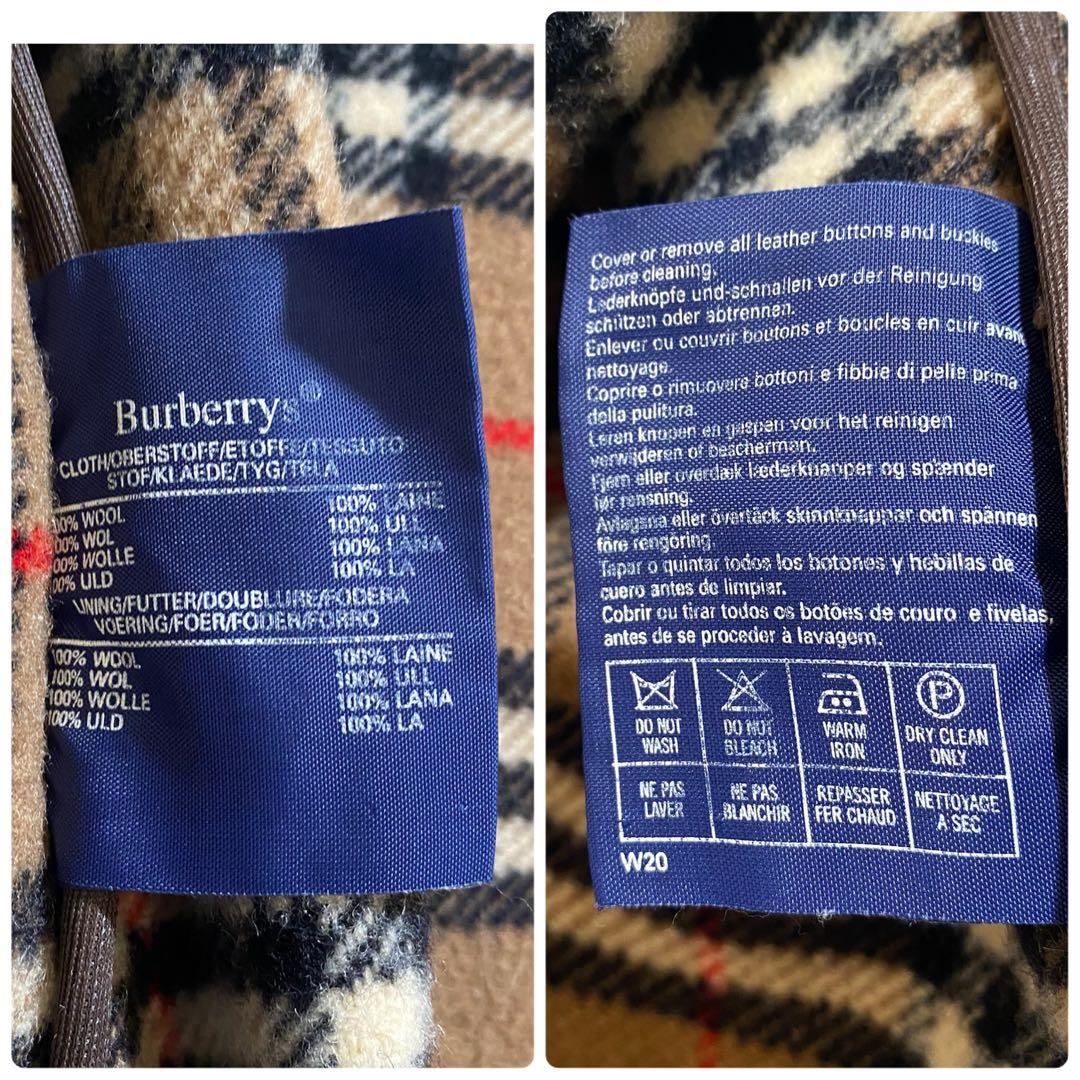 Burberrys®
CLOTH/OBERSTOFF/ETOFFE/TESSUTO
STOF/KLAEDE/TYG/TELA
100% WOOL 100% LAINE
100% WOL 100% ULL
100% WOLLE 100% LANA
100% ULD 100% LA
LINING/FUTTER/DOUBLURE/FODERA
VOERING/FOER/FODER/FORRO
100% WOOL 100% LAINE
100% WOL 100% ULL
100% WOLLE 100% LANA
100% ULD 100% LA
Cover or remove all leather buttons and buckles
before cleaning.
Lederknöpfe und-schnallen vor der Reinigung
schützen oder abtrennen.
Enlever ou couvrir boutons et boucles en cuir avant
nettoyage
Coprire o rimuovere bottoni e fibbie di pelle prima
della pulitura.
Leren knopen en gaspen voor het reinigen
verwijderen of beschermen.
Fjern eller overdæk læderknapper og spænder
før rensning.
Avlägsna eller övertäck skinnknappar och spännen
före rengöring.
Tapar o quintar todos los botones y hebillas de
cuero antes de limpiar.
Cobrir ou tirar todos os botões de couro e fivelas,
antes de se proceder à lavagem.
DO NOT WASH
DO NOT BLEACH
WARM IRON
P
DRY CLEAN ONLY
NE PAS LAVER
NE PAS BLANCHIR
REPASSER FER CHAUD
NETTOYAGE A SEC
W20